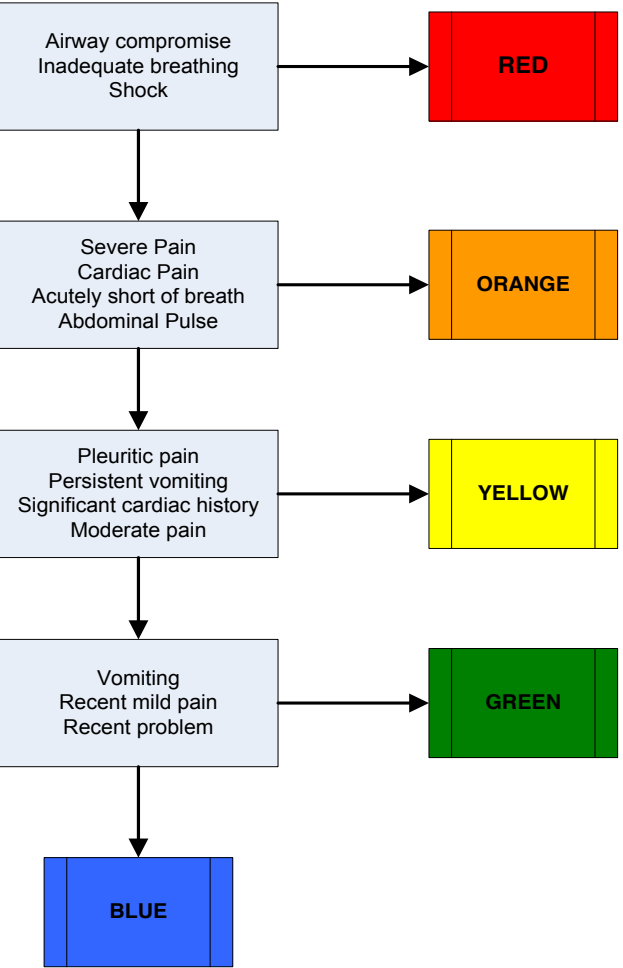 Airway compromise
Inadequate breathing
Shock
RED
Severe Pain
Cardiac Pain
Acutely short of breath
Abdominal Pulse
ORANGE
Pleuritic pain
Persistent vomiting
Significant cardiac history
Moderate pain
YELLOW
Vomiting
Recent mild pain
Recent problem
GREEN
BLUE